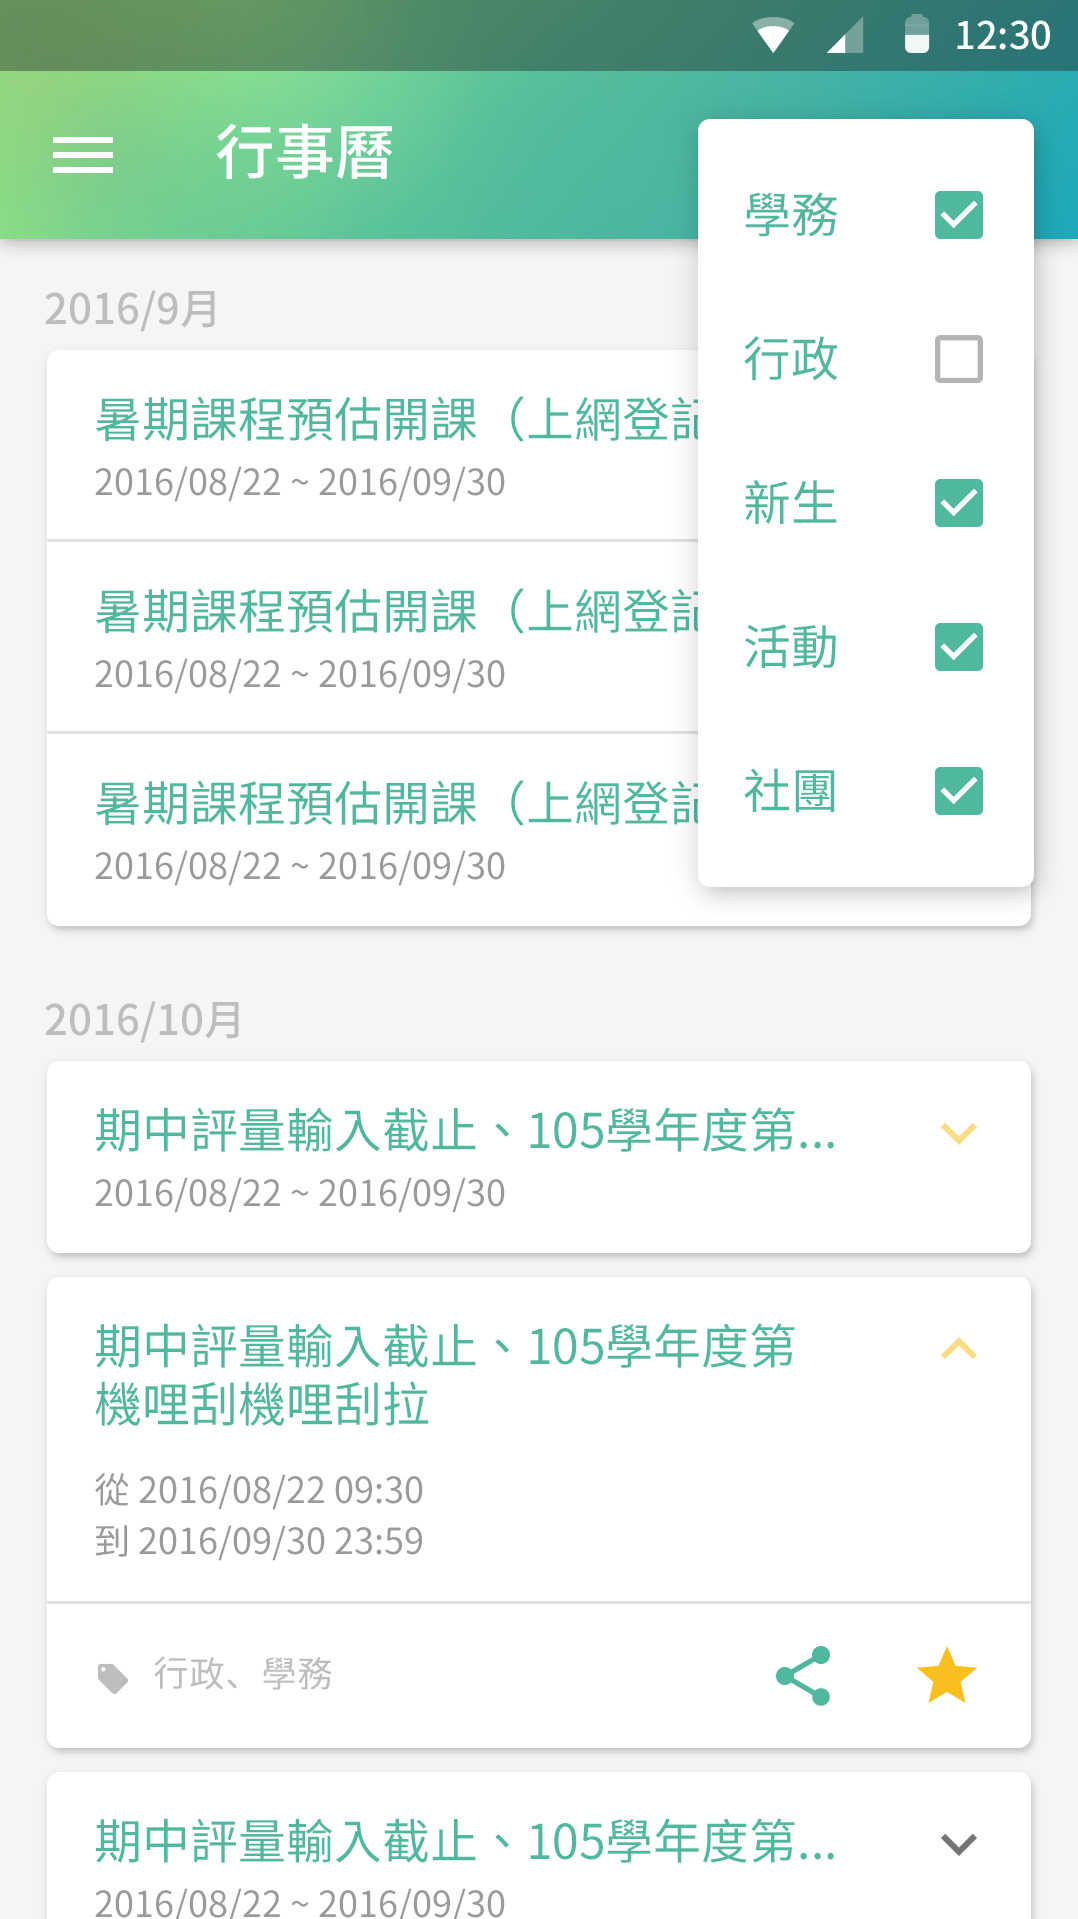 12:30
行事曆
學務
行政
新生
活動
社團
2016/9月
暑期課程預估開課（上網登記
2016/08/22 ~ 2016/09/30
暑期課程預估開課（上網登記
2016/08/22 ~ 2016/09/30
暑期課程預估開課（上網登記
2016/08/22 ~ 2016/09/30
2016/10月
期中評量輸入截止、105學年度第...
2016/08/22 ~ 2016/09/30
期中評量輸入截止、105學年度第
機哩刮機哩刮拉
從 2016/08/22 09:30
到 2016/09/30 23:59
行政、學務
期中評量輸入截止、105學年度第...
2016/08/22 ~ 2016/09/30